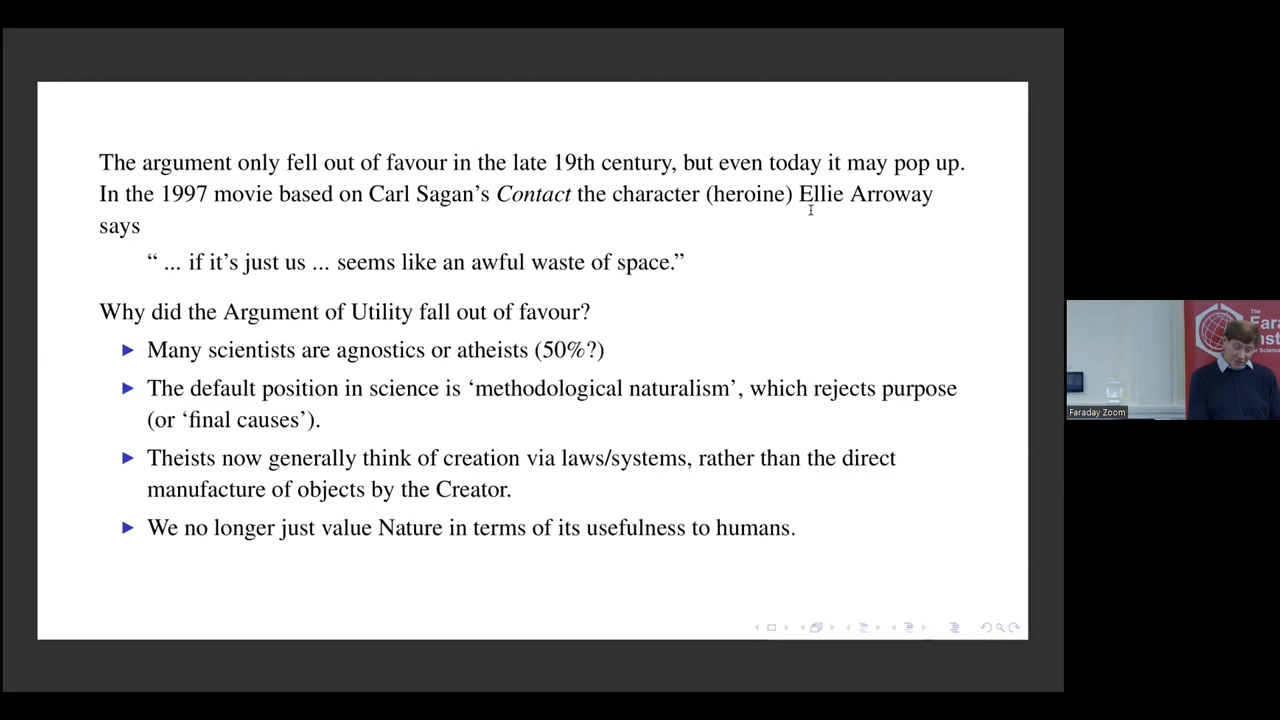 The argument only fell out of favour in the late 19th century, but even today it may pop up.
In the 1997 movie based on Carl Sagan's Contact the character (heroine) Ellie Arroway
says
“ ... if it's just us ... seems like an awful waste of space.”
Why did the Argument of Utility fall out of favour?
► Many scientists are agnostics or atheists (50%?)
► The default position in science is ‘methodological naturalism’, which rejects purpose
(or ‘final causes’).
► Theists now generally think of creation via laws/systems, rather than the direct
manufacture of objects by the Creator.
► We no longer just value Nature in terms of its usefulness to humans.
The
Fara
Inst
Faraday Zoom